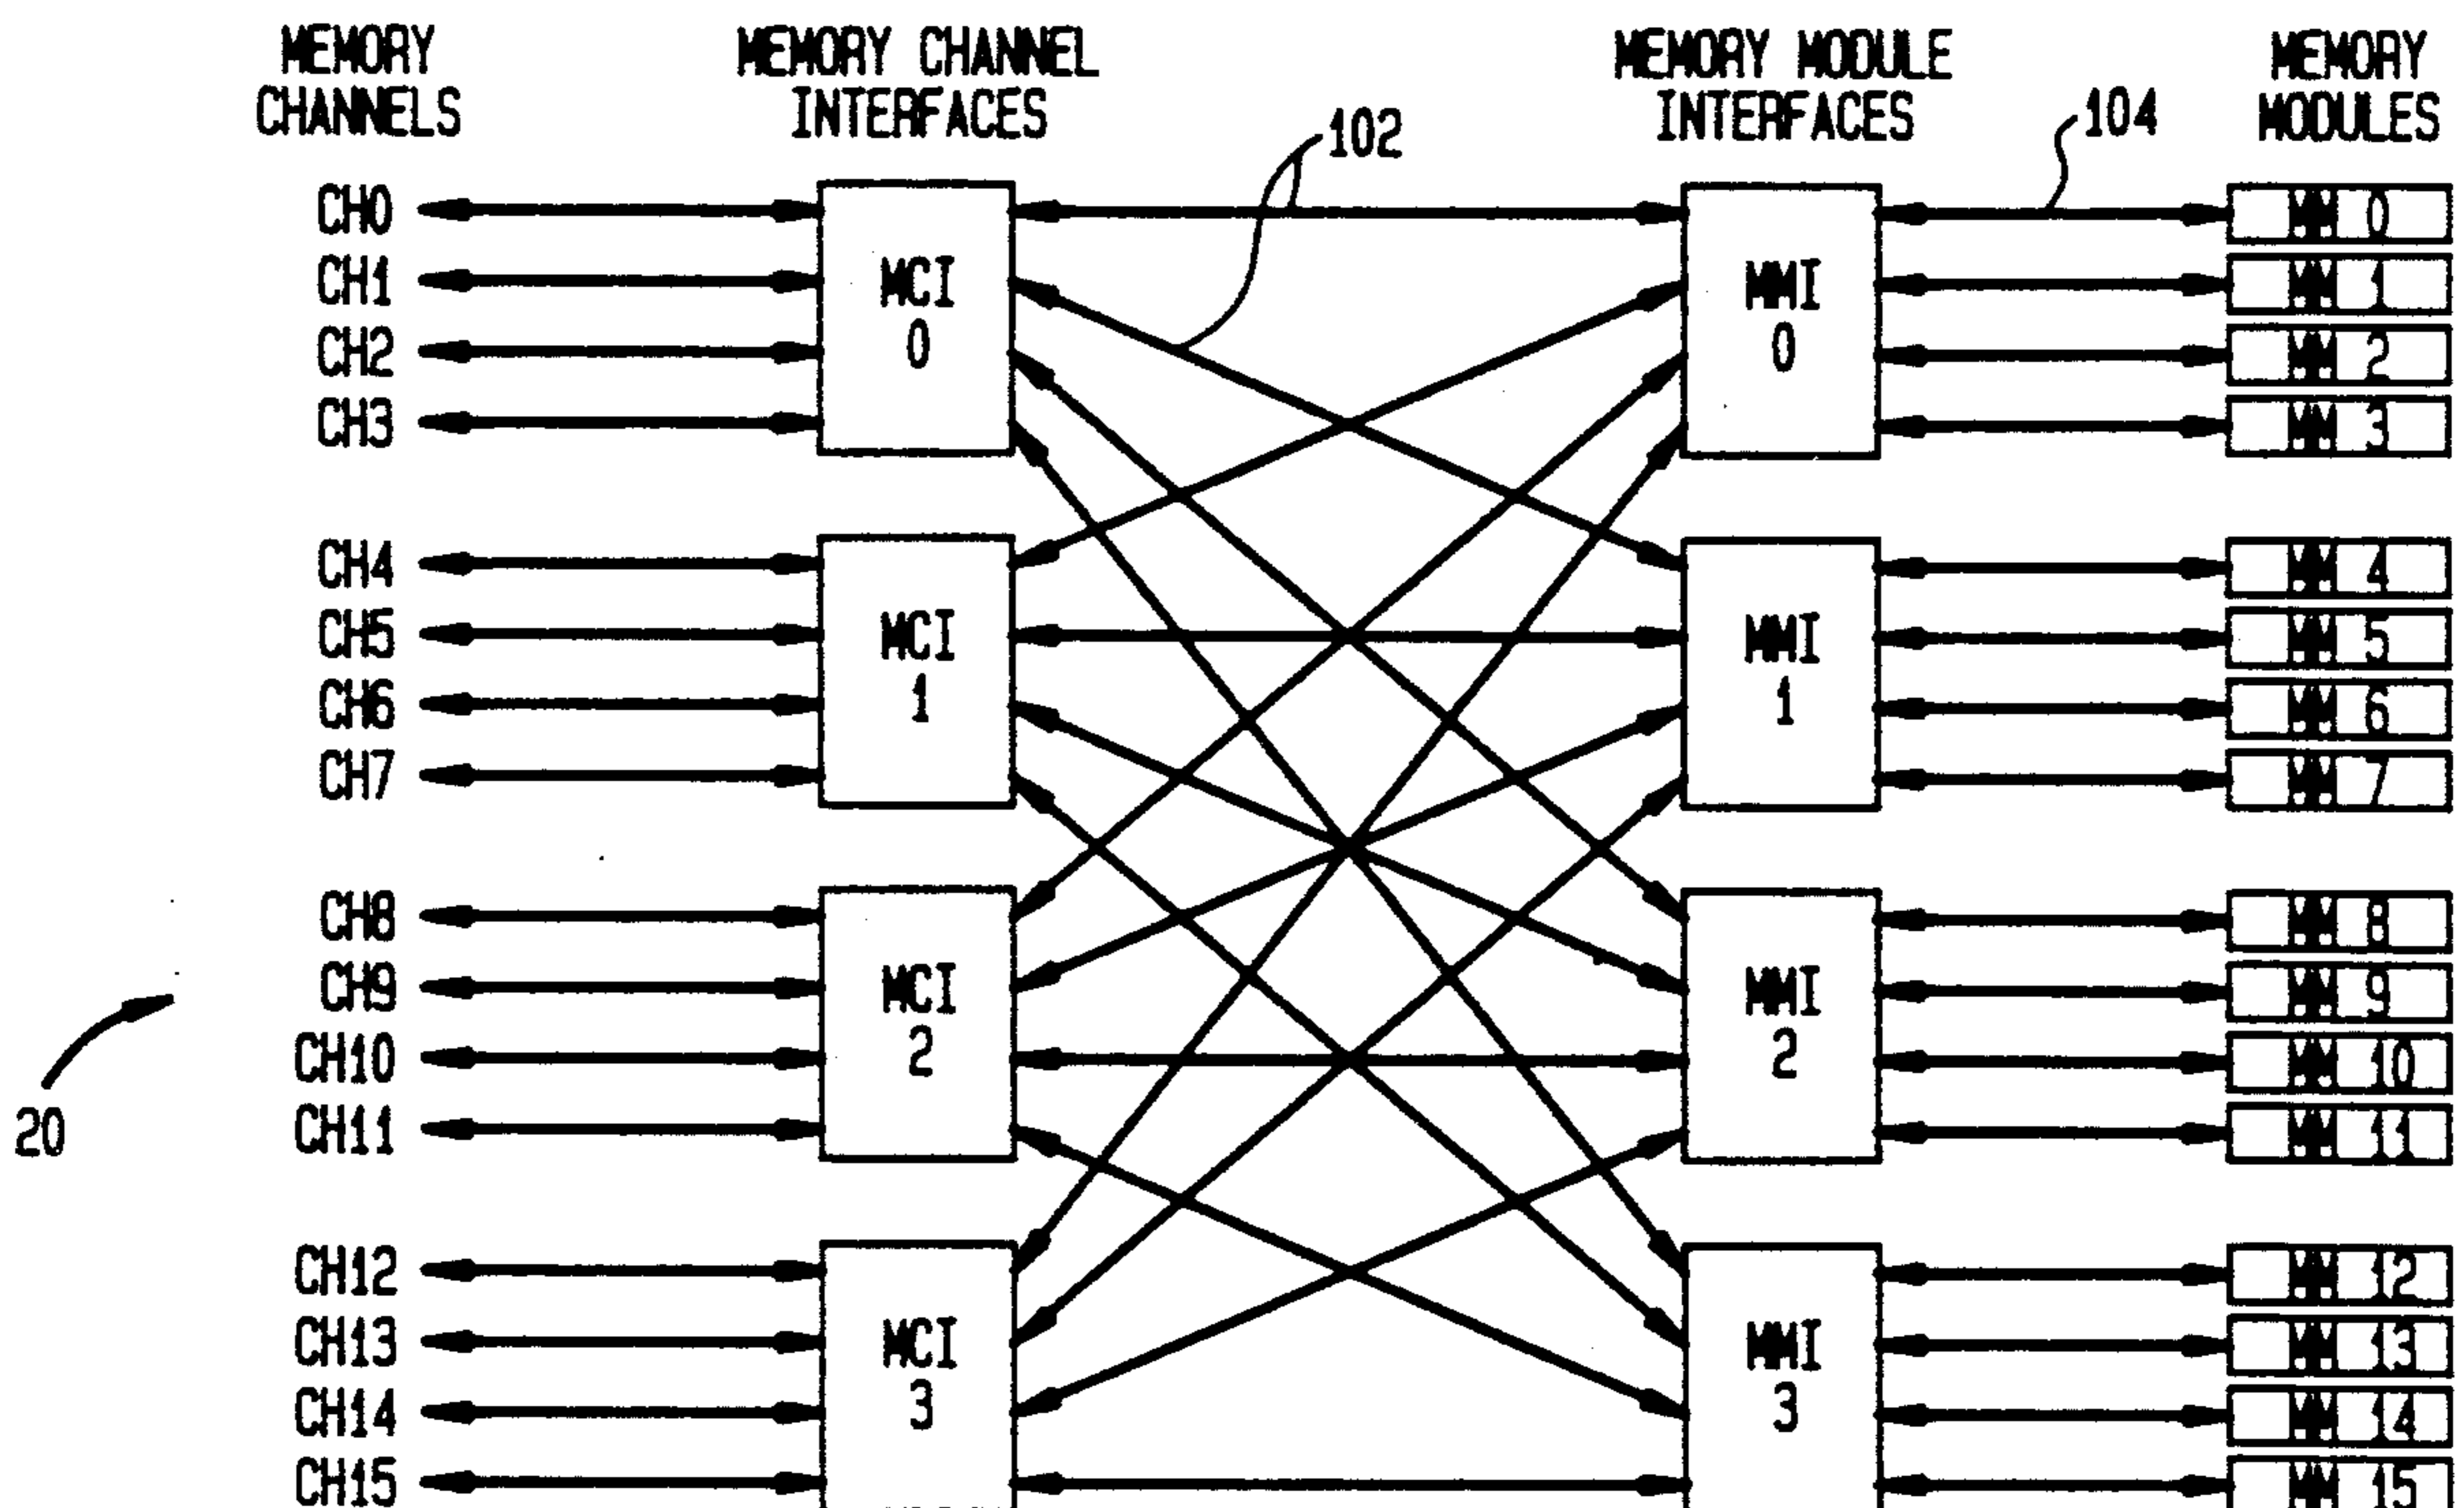 MEMORY
CHANNELS
MEMORY CHANNEL
INTERFACES
MEMORY MODULE
INTERFACES
MEMORY
MODULES
102
104
CH0
CH1
CH2
CH3
MCI
0
MMI
0
MM 0
MM 1
MM 2
MM 3
CH4
CH5
CH6
CH7
MCI
1
MMI
1
MM 4
MM 5
MM 6
MM 7
CH8
CH9
CH10
CH11
MCI
2
MMI
2
MM 8
MM 9
MM 10
MM 11
20
CH12
CH13
CH14
CH15
MCI
3
MMI
3
MM 12
MM 13
MM 14
MM 15